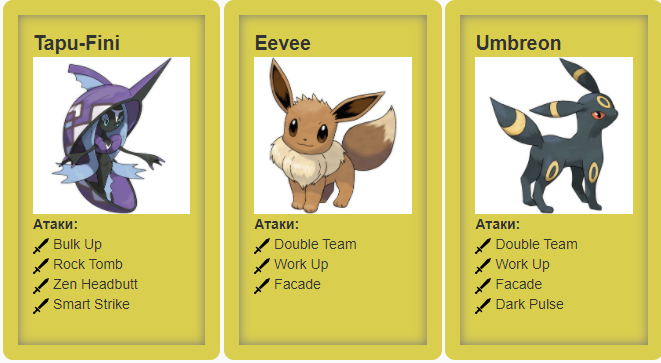 Tapu-Fini
Атаки:
Bulk Up
Rock Tomb
Zen Headbutt
Smart Strike
Eevee
Атаки:
Double Team
Work Up
Facade
Umbreon
Атаки:
Double Team
Work Up
Facade
Dark Pulse